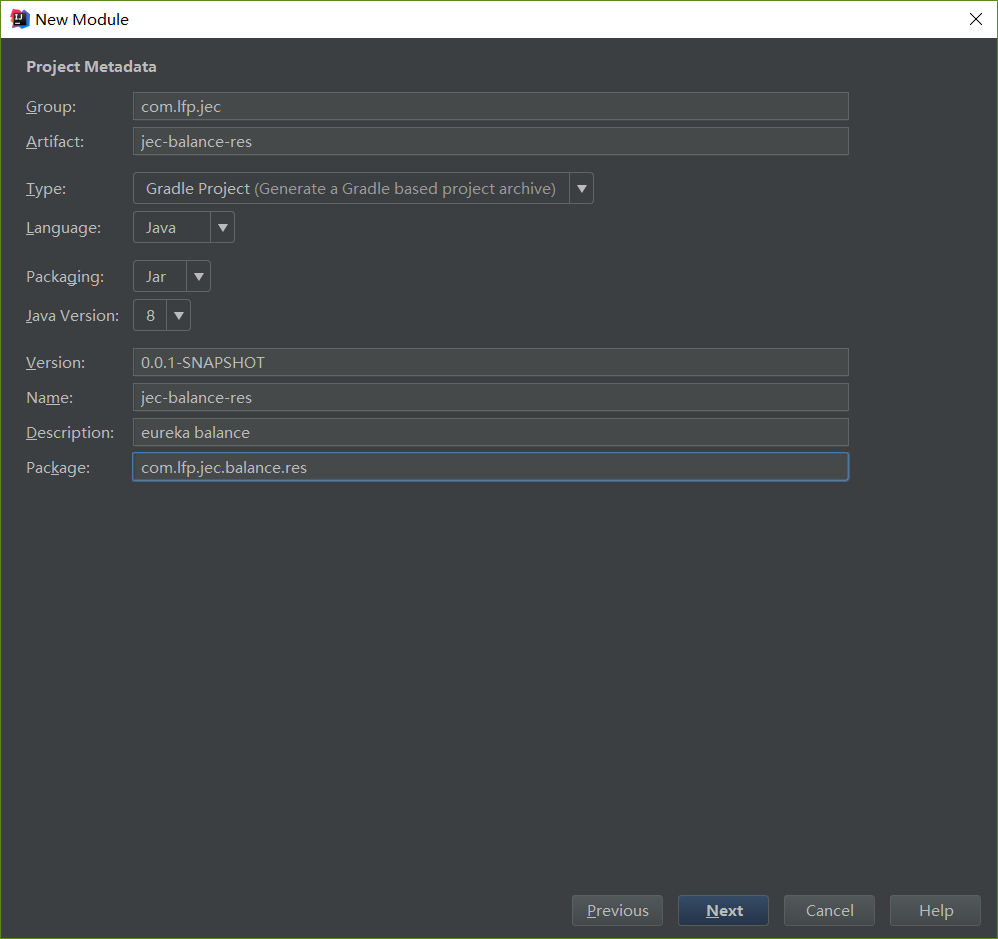 New Module
Project Metadata
Group: com.lfp.jec
Artifact: jec-balance-res
Type: Gradle Project (Generate a Gradle based project archive)
Language: Java
Packaging: Jar
Java Version: 8
Version: 0.0.1-SNAPSHOT
Name: jec-balance-res
Description: eureka balance
Package: com.lfp.jec.balance.res
Previous Next Cancel Help